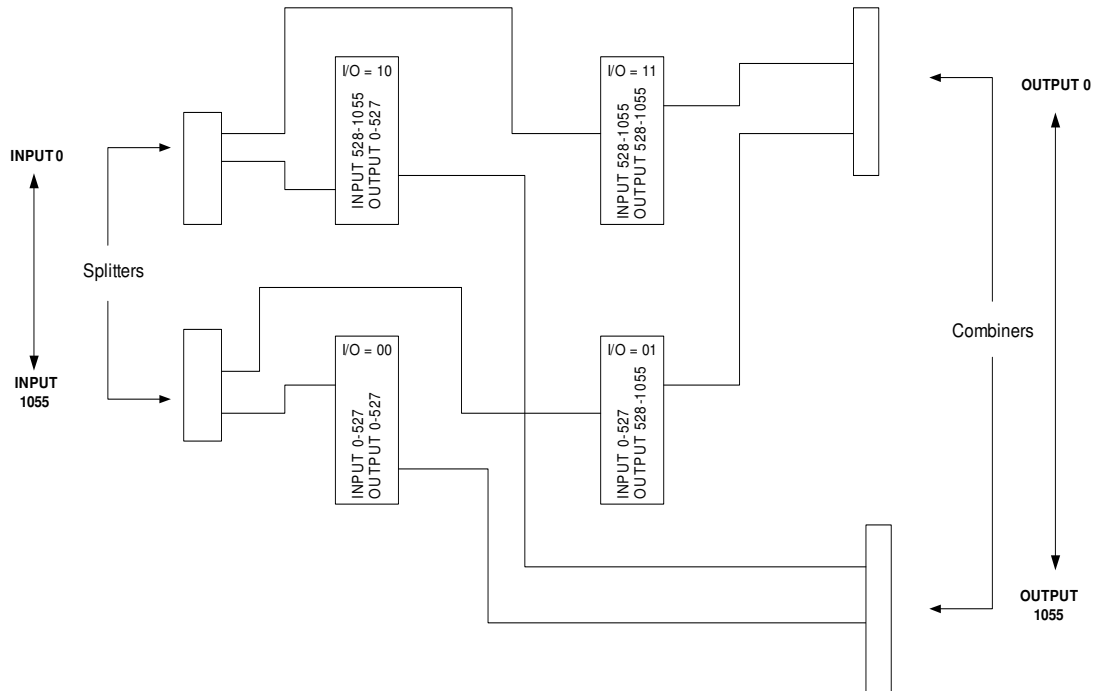 INPUT 0
INPUT
1055
Splitters
I/O = 10
INPUT 528-1055
OUTPUT 0-527
I/O = 11
INPUT 528-1055
OUTPUT 528-1055
I/O = 00
INPUT 0-527
OUTPUT 0-527
I/O = 01
INPUT 0-527
OUTPUT 528-1055
Combiners
OUTPUT 0
OUTPUT
1055